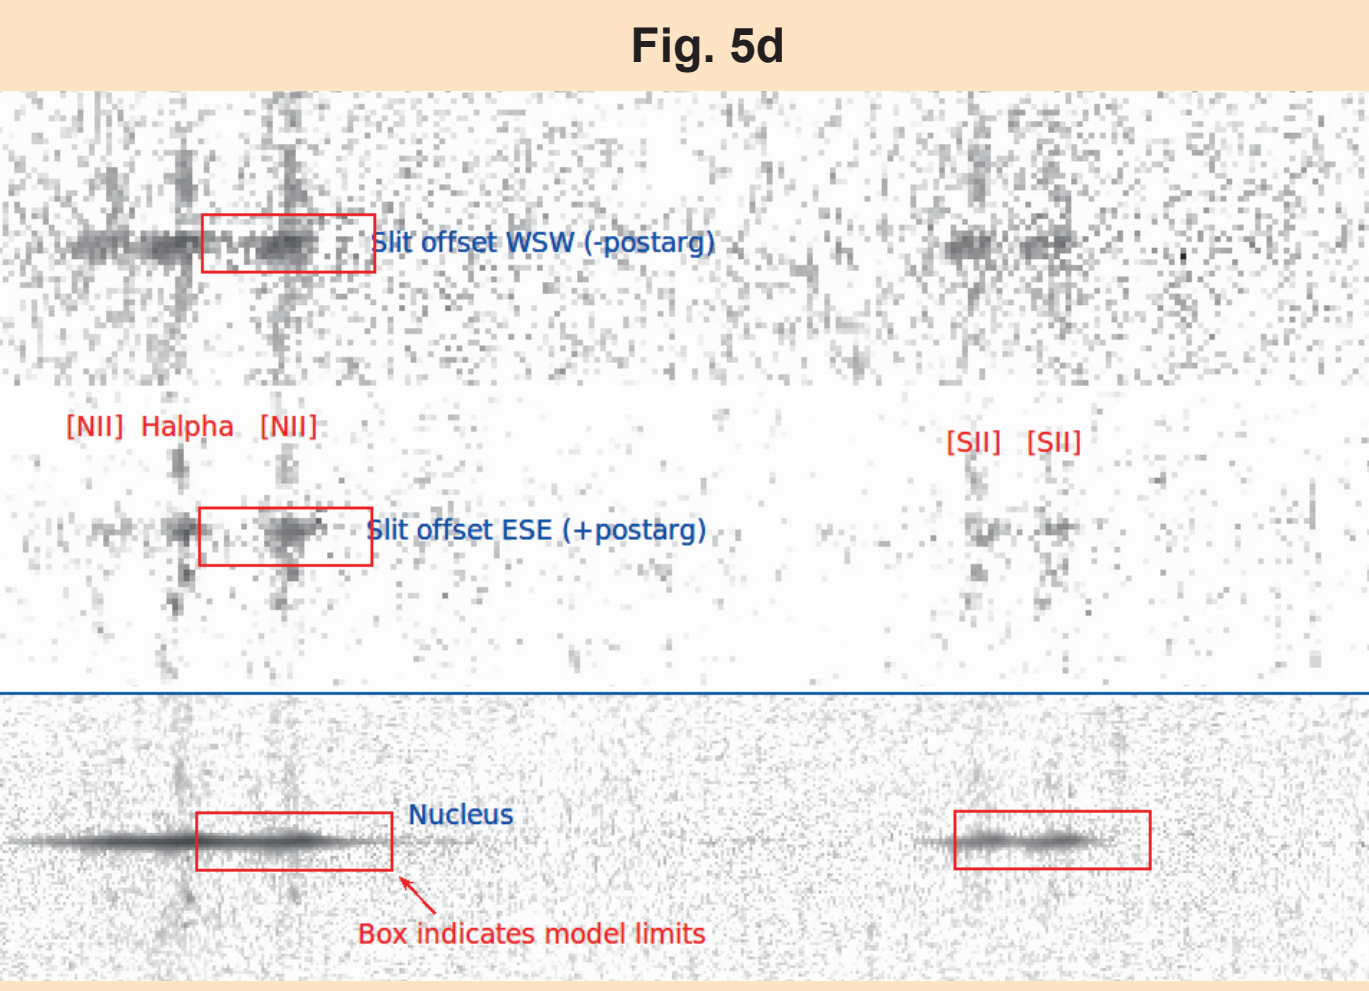 Fig. 5d
Slit offset WSW (-postarg)
[NII] Halpha [NII]
[SII] [SII]
Slit offset ESE (+postarg)
Nucleus
Box indicates model limits